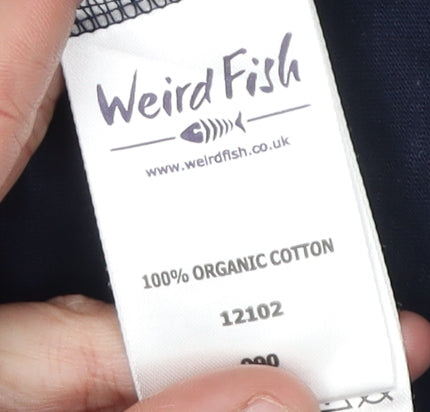 Weird Fish
www.weirdfish.co.uk
100% ORGANIC COTTON
12102